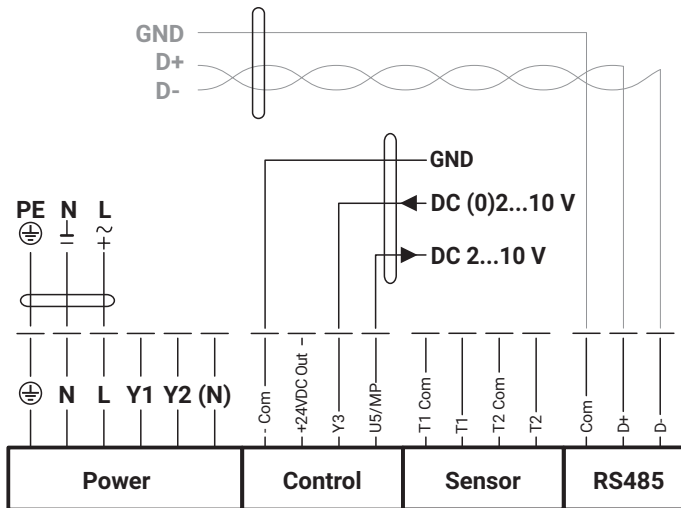 GND
D+
D-
GND
DC (0)2...10 V
DC 2...10 V
PE N L
N L Y1 Y2 (N)
- Com
+24VDC Out
Y3
U5/MP
T1 Com
T1
T2 Com
T2
Com
D+
D-
Power Control Sensor RS485